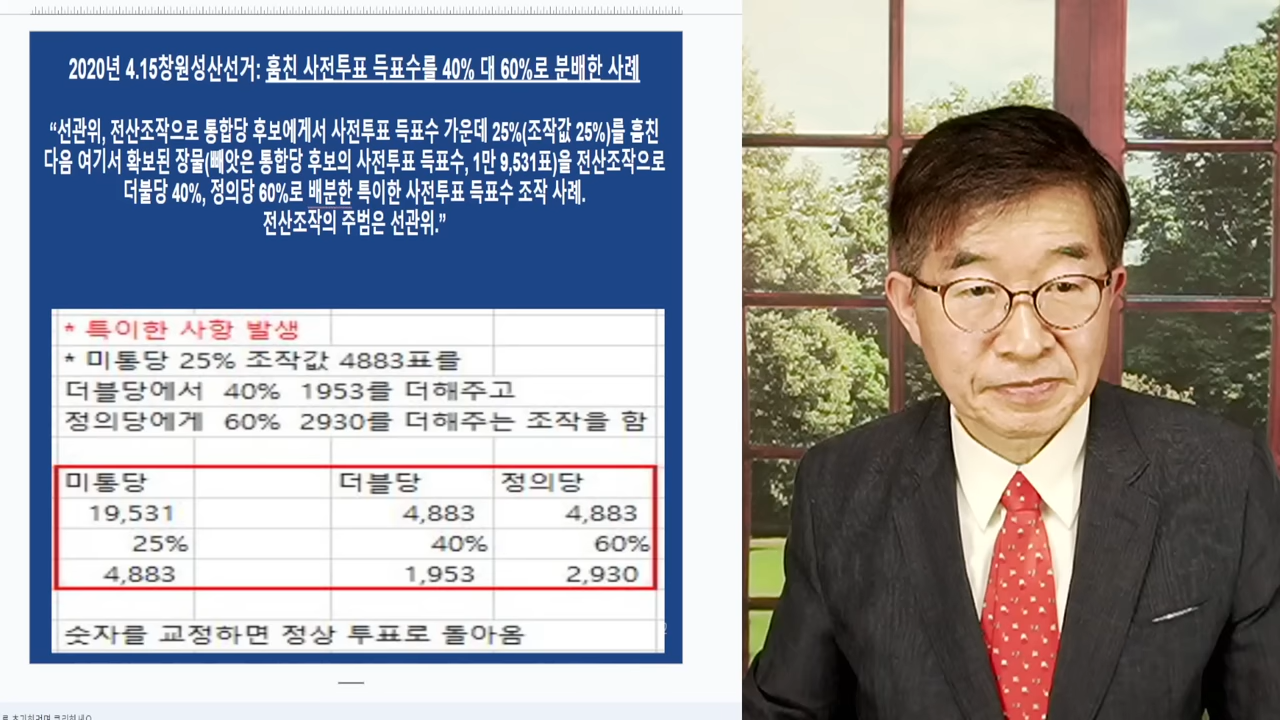 2020년 4.15창원성산선거: 훔친 사전투표 득표수를 40% 대 60%로 분배한 사례
“선관위, 전산조작으로 통합당 후보에게서 사전투표 득표수 가운데 25%(조작값 25%)를 훔친
다음 여기서 확보된 장물(빼앗은 통합당 후보의 사전투표 득표수, 1만 9,531표)을 전산조작으로
더불당 40%, 정의당 60%로 배분한 특이한 사전투표 득표수 조작 사례.
전산조작의 주범은 선관위.”
* 특이한 사항 발생
* 미통당 25% 조작값 4883표를
더블당에서 40% 1953를 더해주고
정의당에게 60% 2930를 더해주는 조작을 함
미통당 더블당 정의당
19,531 4,883 4,883
25% 40% 60%
4,883 1,953 2,930
숫자를 교정하면 정상 투표로 돌아옴